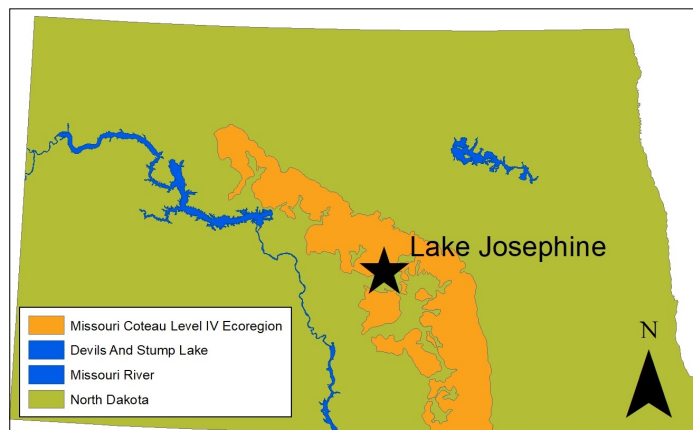 Lake Josephine
Missouri Coteau Level IV Ecoregion
Devils And Stump Lake
Missouri River
North Dakota
N